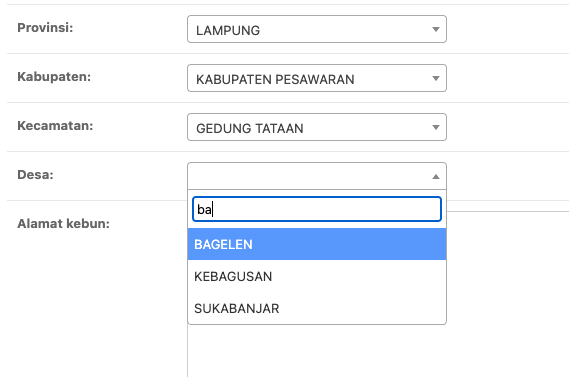 Provinsi: LAMPUNG
Kabupaten: KABUPATEN PESAWARAN
Kecamatan: GEDUNG TATAAN
Desa:
ba
Alamat kebun:
BAGELEN
KEBAGUSAN
SUKABANJAR